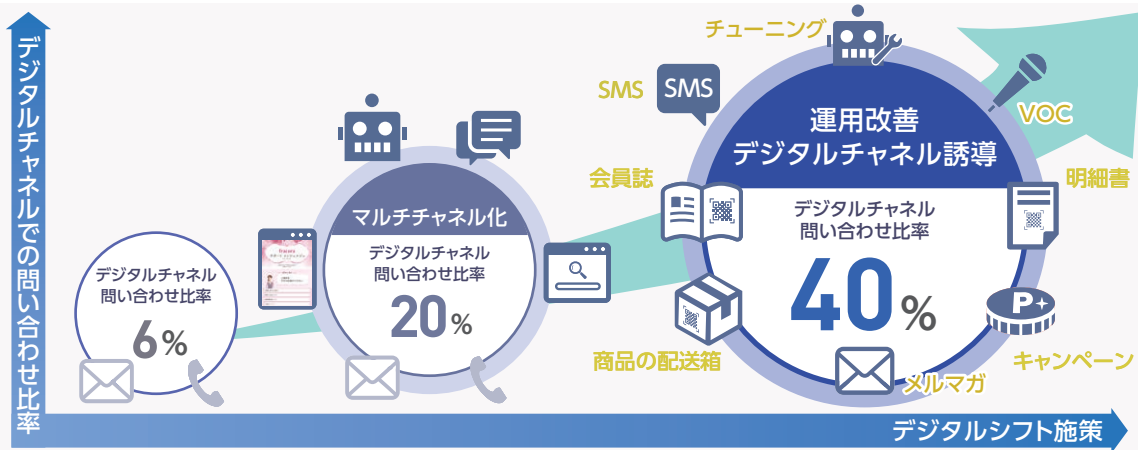 デジタルチャネルでの問い合わせ比率
デジタルチャネル
問い合わせ比率
6%
マルチチャネル化
デジタルチャネル
問い合わせ比率
20%
チューニング
SMS
SMS
VOC
運用改善
デジタルチャネル誘導
会員誌
明細書
デジタルチャネル
問い合わせ比率
40%
P+
商品の配送箱
キャンペーン
メルマガ
デジタルシフト施策